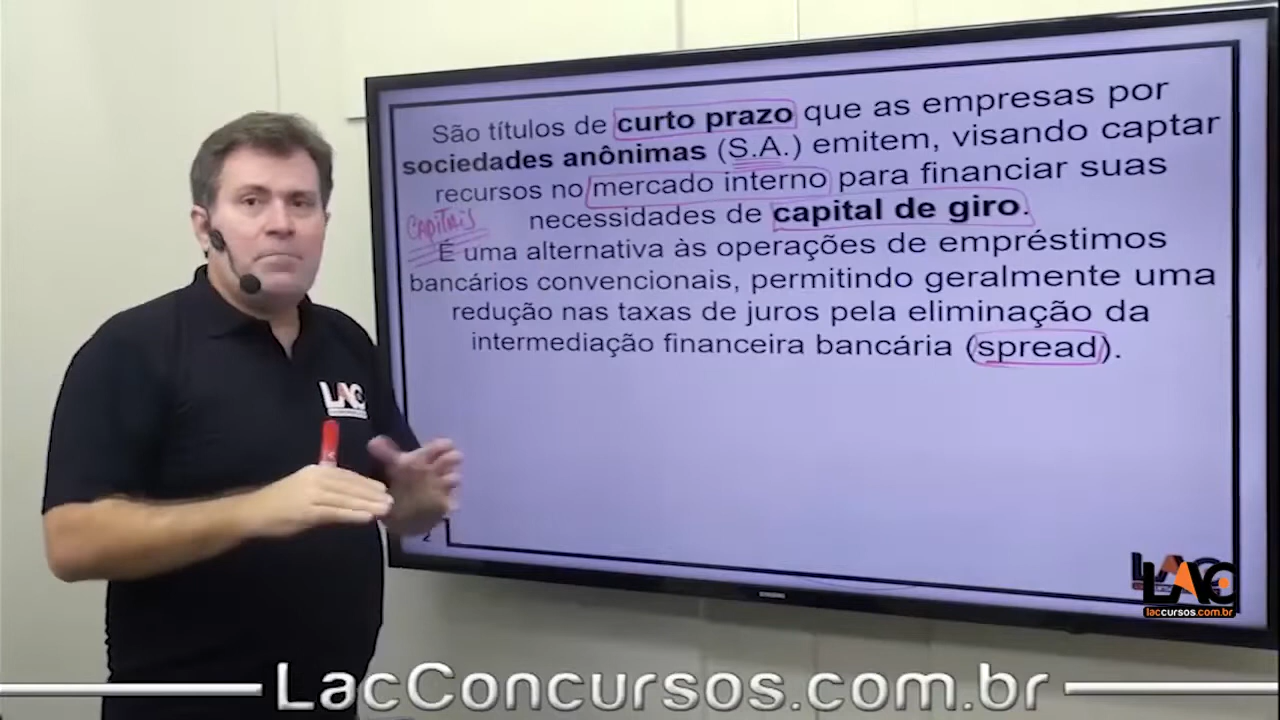 São títulos de curto prazo que as empresas por
sociedades anônimas (S.A.) emitem, visando captar
recursos no mercado interno para financiar suas
necessidades de capital de giro.
CAPITAIS
É uma alternativa às operações de empréstimos
bancários convencionais, permitindo geralmente uma
redução nas taxas de juros pela eliminação da
intermediação financeira bancária (spread).
LAC
2
SAMSUNG
LAC
LAC
laccursos.com.br
LacConcursos.com.br